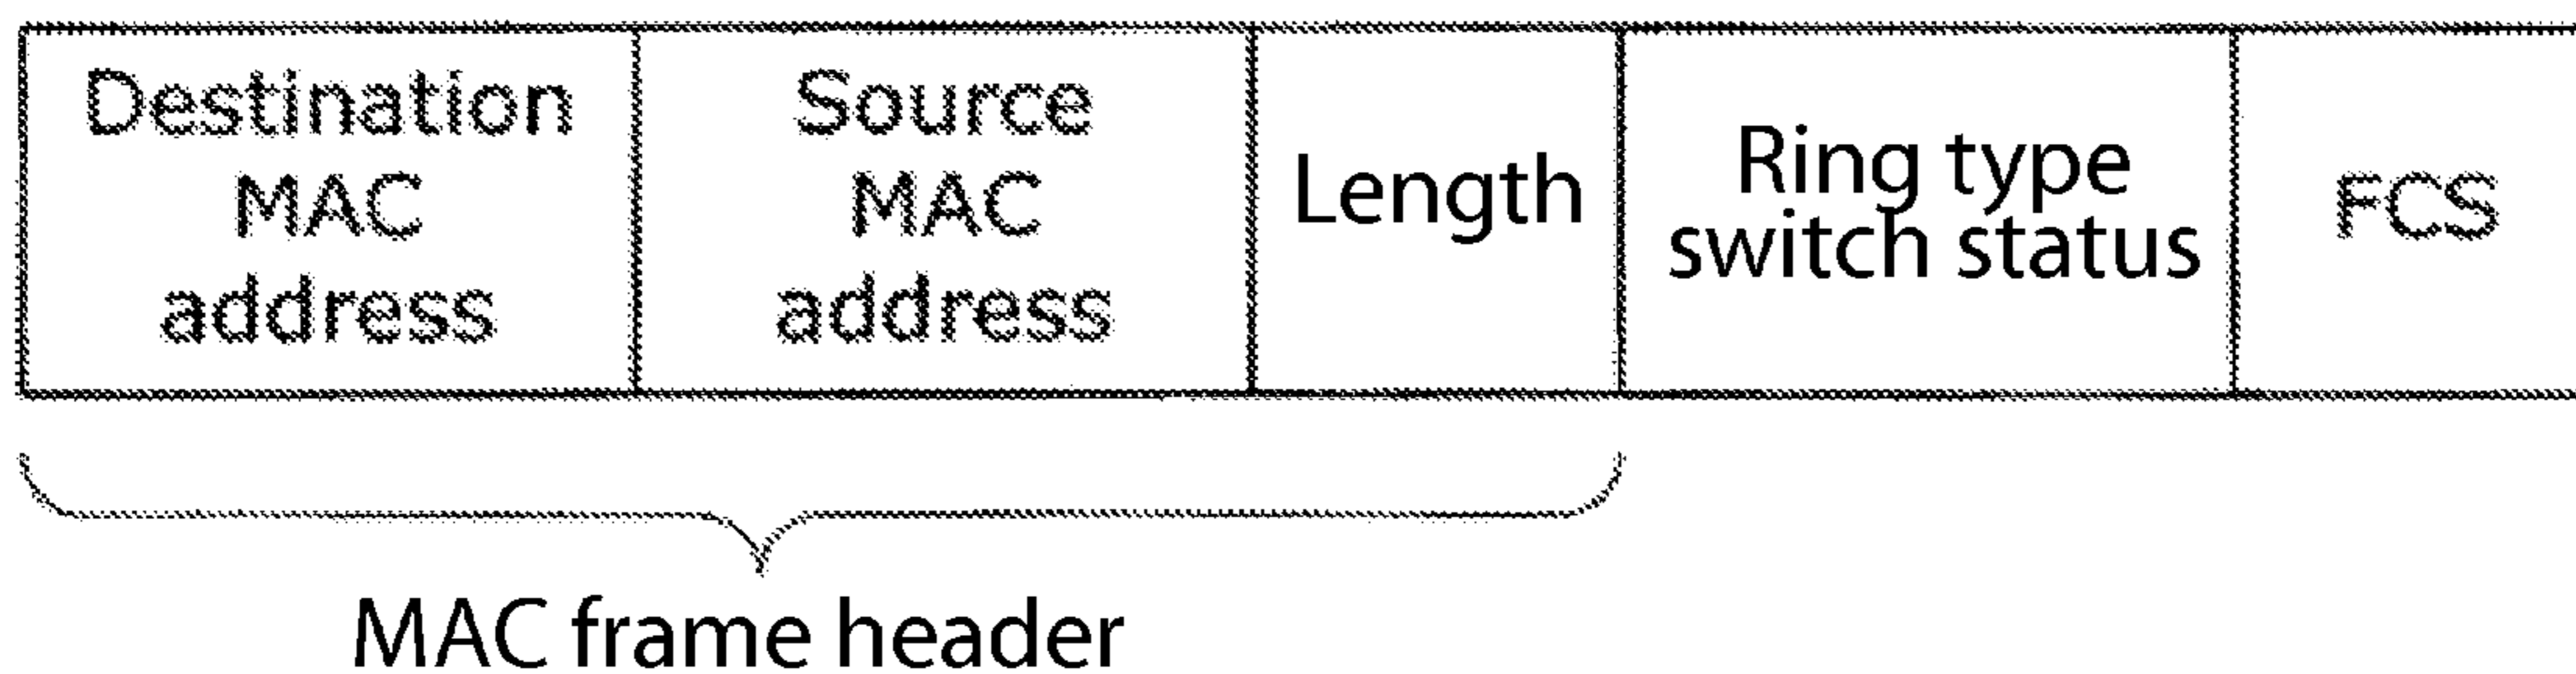 Destination
MAC
address
Source
MAC
address
Length
Ring type
switch status
FCS
MAC frame header